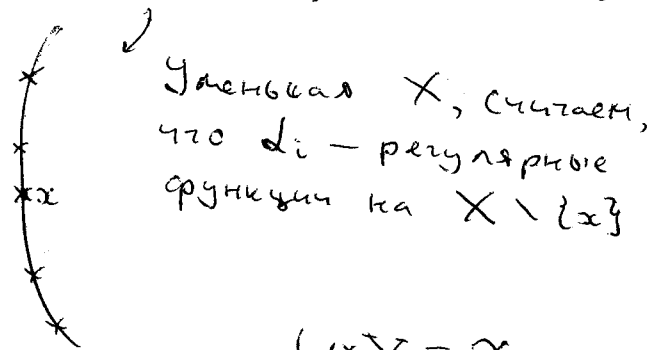 Уменьшая X, считаем,
что αᵢ — регулярные
x функции на X \ {x}